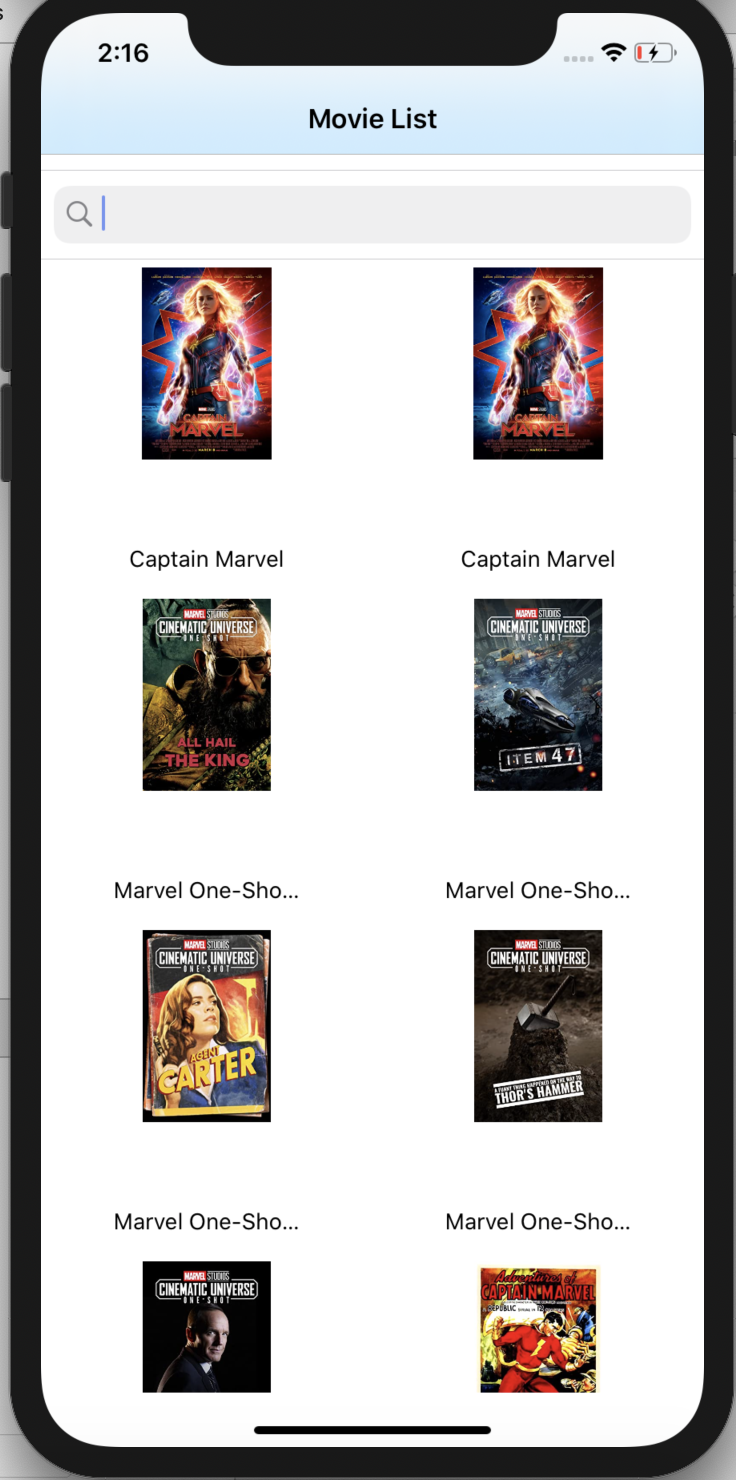 s
2:16
Movie List
CAPTAIN
MARVEL
CAPTAIN
MARVEL
Captain Marvel
Captain Marvel
MARVEL STUDIOS
CINEMATIC UNIVERSE
ONE·SHOT
ALL HAIL
THE KING
MARVEL STUDIOS
CINEMATIC UNIVERSE
ONE·SHOT
ITEM 47
Marvel One-Sho...
Marvel One-Sho...
MARVEL STUDIOS
CINEMATIC UNIVERSE
ONE·SHOT
AGENT
CARTER
MARVEL STUDIOS
CINEMATIC UNIVERSE
ONE·SHOT
A FUNNY THING HAPPENED ON THE WAY TO
THOR'S HAMMER
Marvel One-Sho...
Marvel One-Sho...
MARVEL STUDIOS
CINEMATIC UNIVERSE
ONE·SHOT
Adventures of
CAPTAIN MARVEL
REPUBLIC